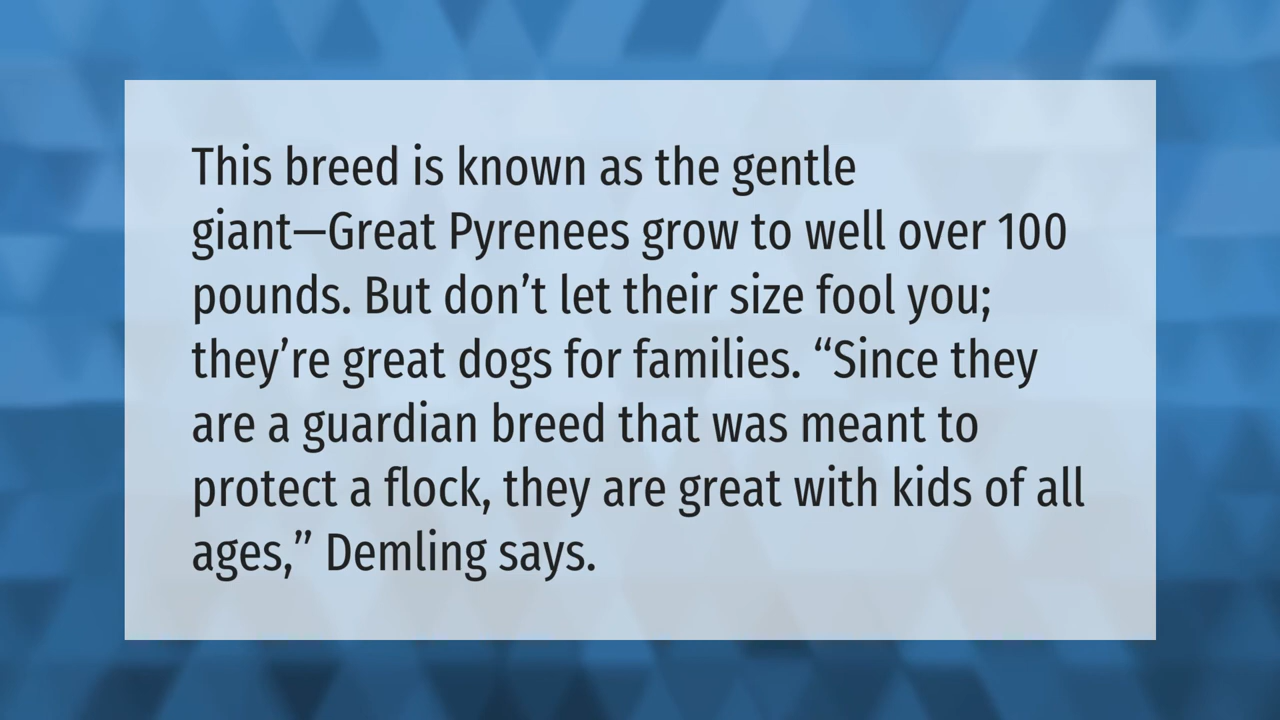 This breed is known as the gentle
giant—Great Pyrenees grow to well over 100
pounds. But don’t let their size fool you;
they’re great dogs for families. “Since they
are a guardian breed that was meant to
protect a flock, they are great with kids of all
ages,” Demling says.